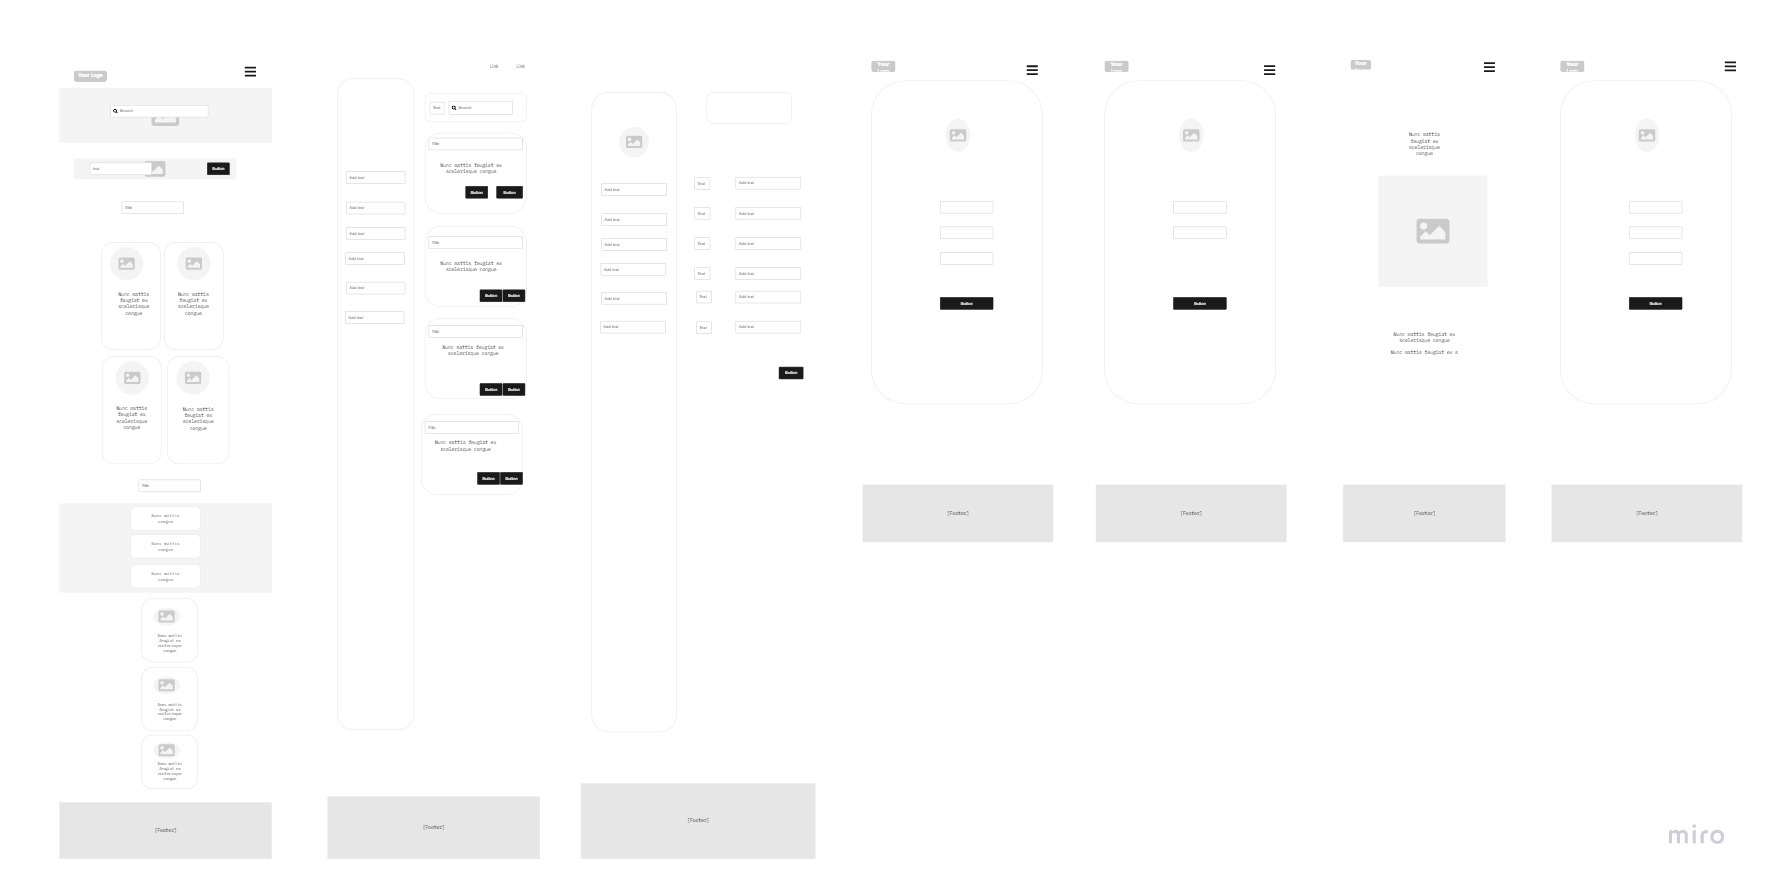 Your Logo
Search
text
Button
Title
Nunc mattis
feugiat ex
scelerisque
congue
Nunc mattis
feugiat ex
scelerisque
congue
Nunc mattis
feugiat ex
scelerisque
congue
Nunc mattis
feugiat ex
scelerisque
congue
Title
Nunc mattis
congue
Nunc mattis
congue
Nunc mattis
congue
Nunc mattis
feugiat ex
scelerisque
congue
Nunc mattis
feugiat ex
scelerisque
congue
Nunc mattis
feugiat ex
scelerisque
congue
[Footer]
Link Link
Add text
Add text
Add text
Add text
Add text
Add text
Text Search
Title
Nunc mattis feugiat ex
scelerisque congue
Button Button
Title
Nunc mattis feugiat ex
scelerisque congue
Button Button
Title
Nunc mattis feugiat ex
scelerisque congue
Button Button
Title
Nunc mattis feugiat ex
scelerisque congue
Button Button
[Footer]
Add text
Add text
Add text
Add text
Add text
Add text
Text Add text
Text Add text
Text Add text
Text Add text
Text Add text
Text Add text
Button
[Footer]
Your
Button
[Footer]
Your
Button
[Footer]
Your
Nunc mattis
feugiat ex
scelerisque
congue
Nunc mattis feugiat ex
scelerisque congue
Nunc mattis feugiat ex s
[Footer]
Your
Button
[Footer]
miro